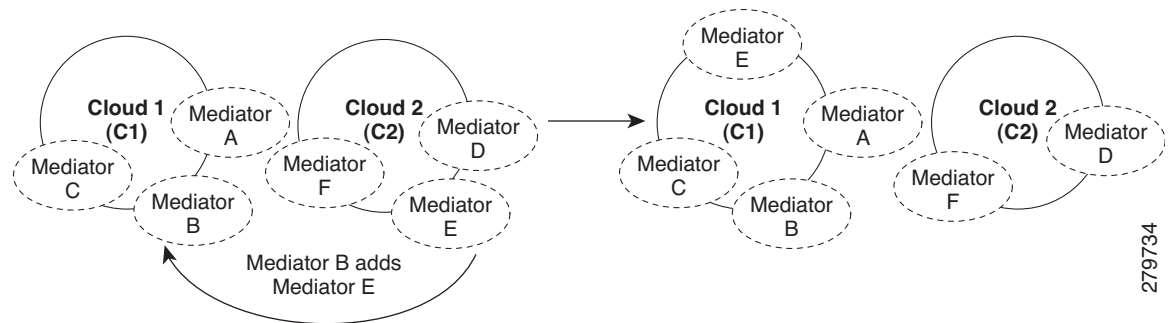 Cloud 1
(C1)
Mediator
A
Mediator
C
Mediator
B
Cloud 2
(C2)
Mediator
D
Mediator
F
Mediator
E
Mediator B adds
Mediator E
Mediator
E
Cloud 1
(C1)
Mediator
A
Mediator
C
Mediator
B
Cloud 2
(C2)
Mediator
D
Mediator
F
279734